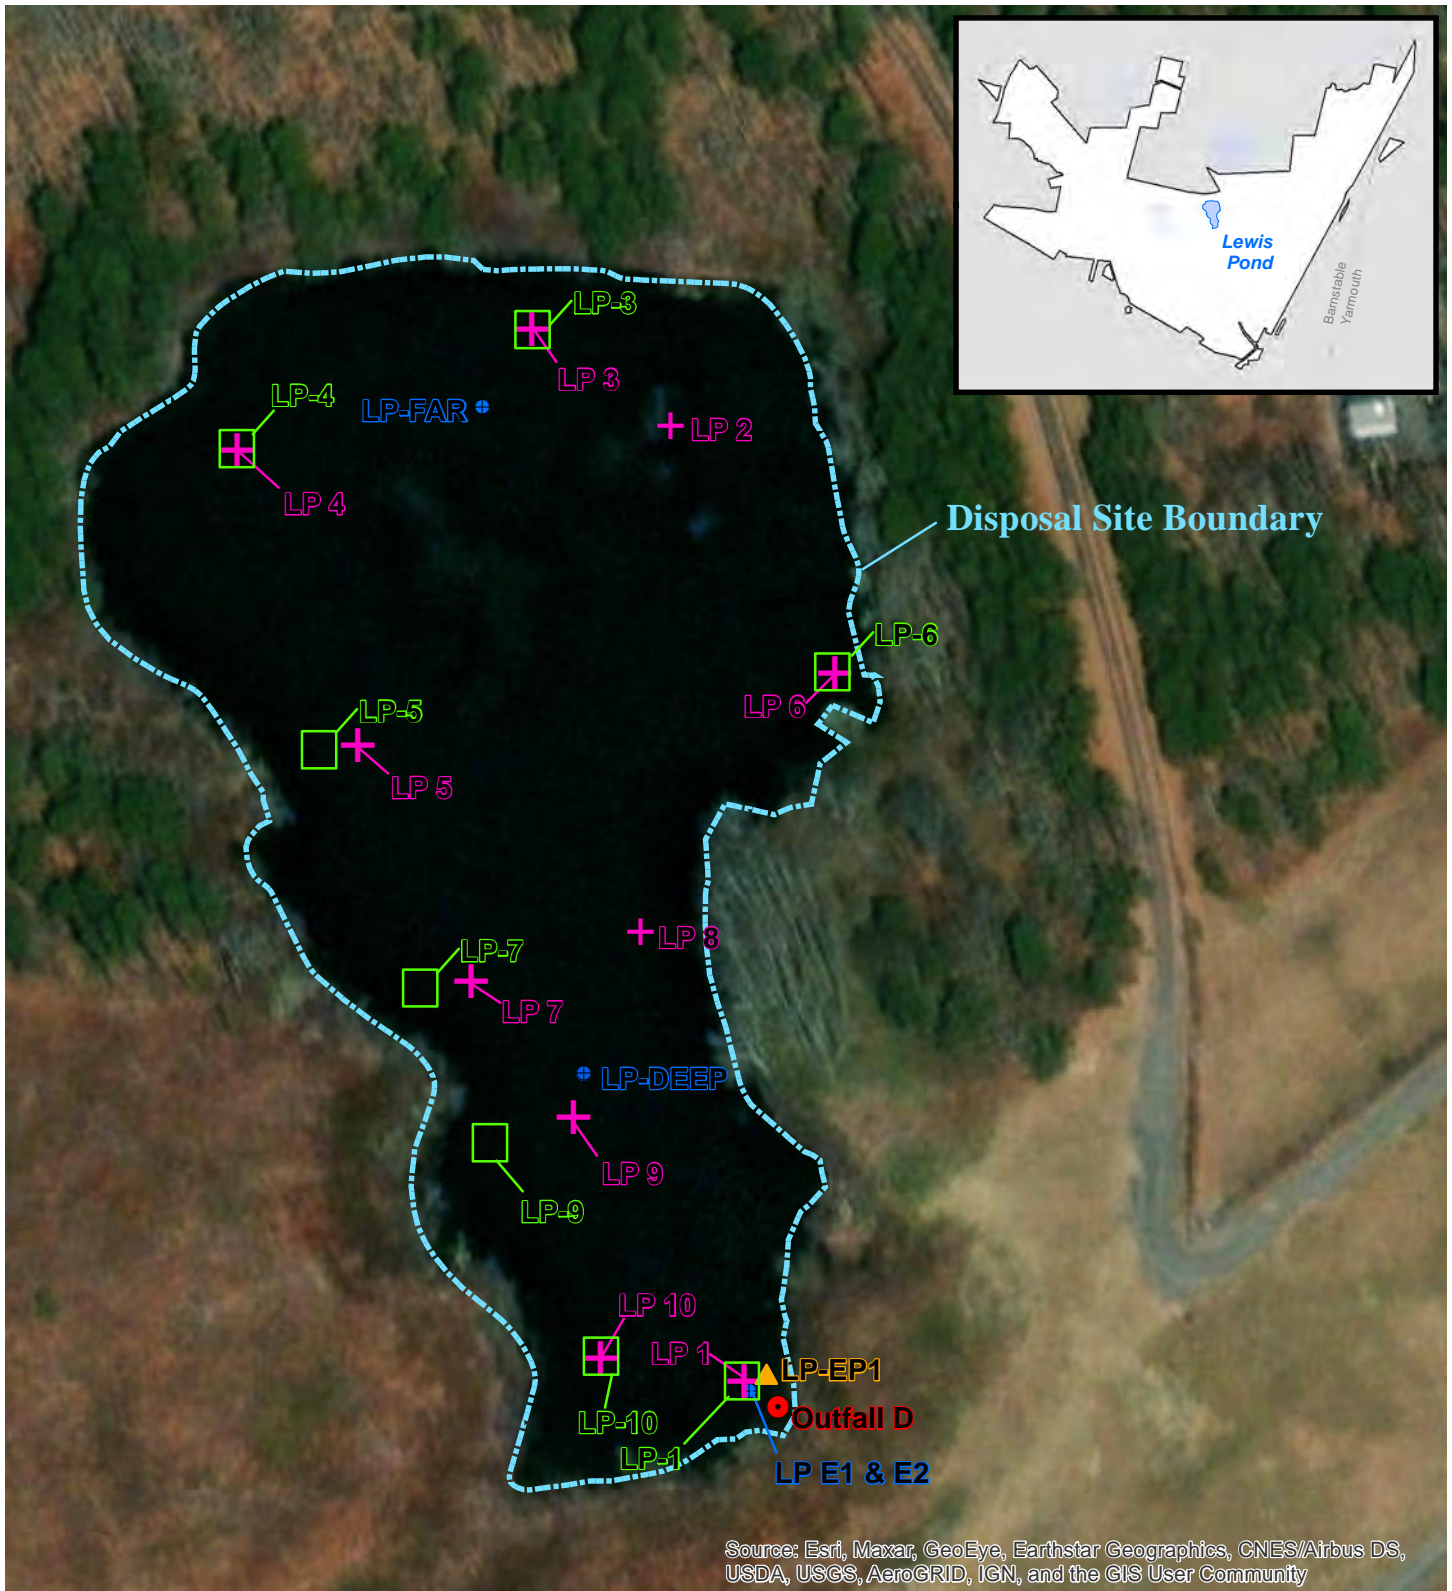 Lewis
Pond
Barnstable
Yarmouth
LP-3
LP 3
LP-4
LP-FAR
LP 2
LP 4
Disposal Site Boundary
LP-6
LP 6
LP-5
LP 5
LP 8
LP-7
LP 7
LP-DEEP
LP 9
LP-9
LP 10
LP 1
LP-EP1
LP-10
Outfall D
LP-1
LP E1 & E2
Source: Esri, Maxar, GeoEye, Earthstar Geographics, CNES/Airbus DS,
USDA, USGS, AeroGRID, IGN, and the GIS User Community